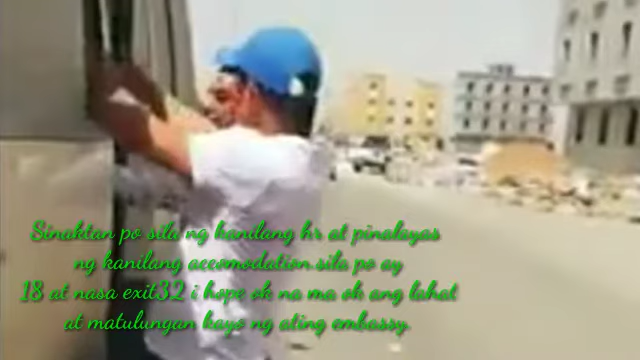 Sinaktan po sila ng kanilang hr at pinalayas
ng kanilang accomodation.sila po ay
18 at nasa exit32 i hope ok na ma ok ang lahat
at matulungan kayo ng ating embassy.